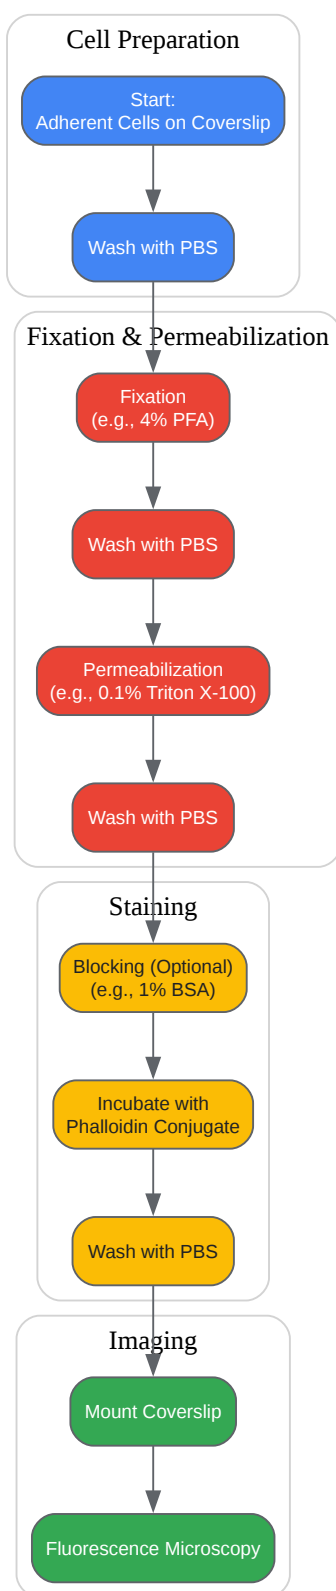 Cell Preparation
Start:
Adherent Cells on Coverslip
Wash with PBS
Fixation & Permeabilization
Fixation
(e.g., 4% PFA)
Wash with PBS
Permeabilization
(e.g., 0.1% Triton X-100)
Wash with PBS
Staining
Blocking (Optional)
(e.g., 1% BSA)
Incubate with
Phalloidin Conjugate
Wash with PBS
Imaging
Mount Coverslip
Fluorescence Microscopy